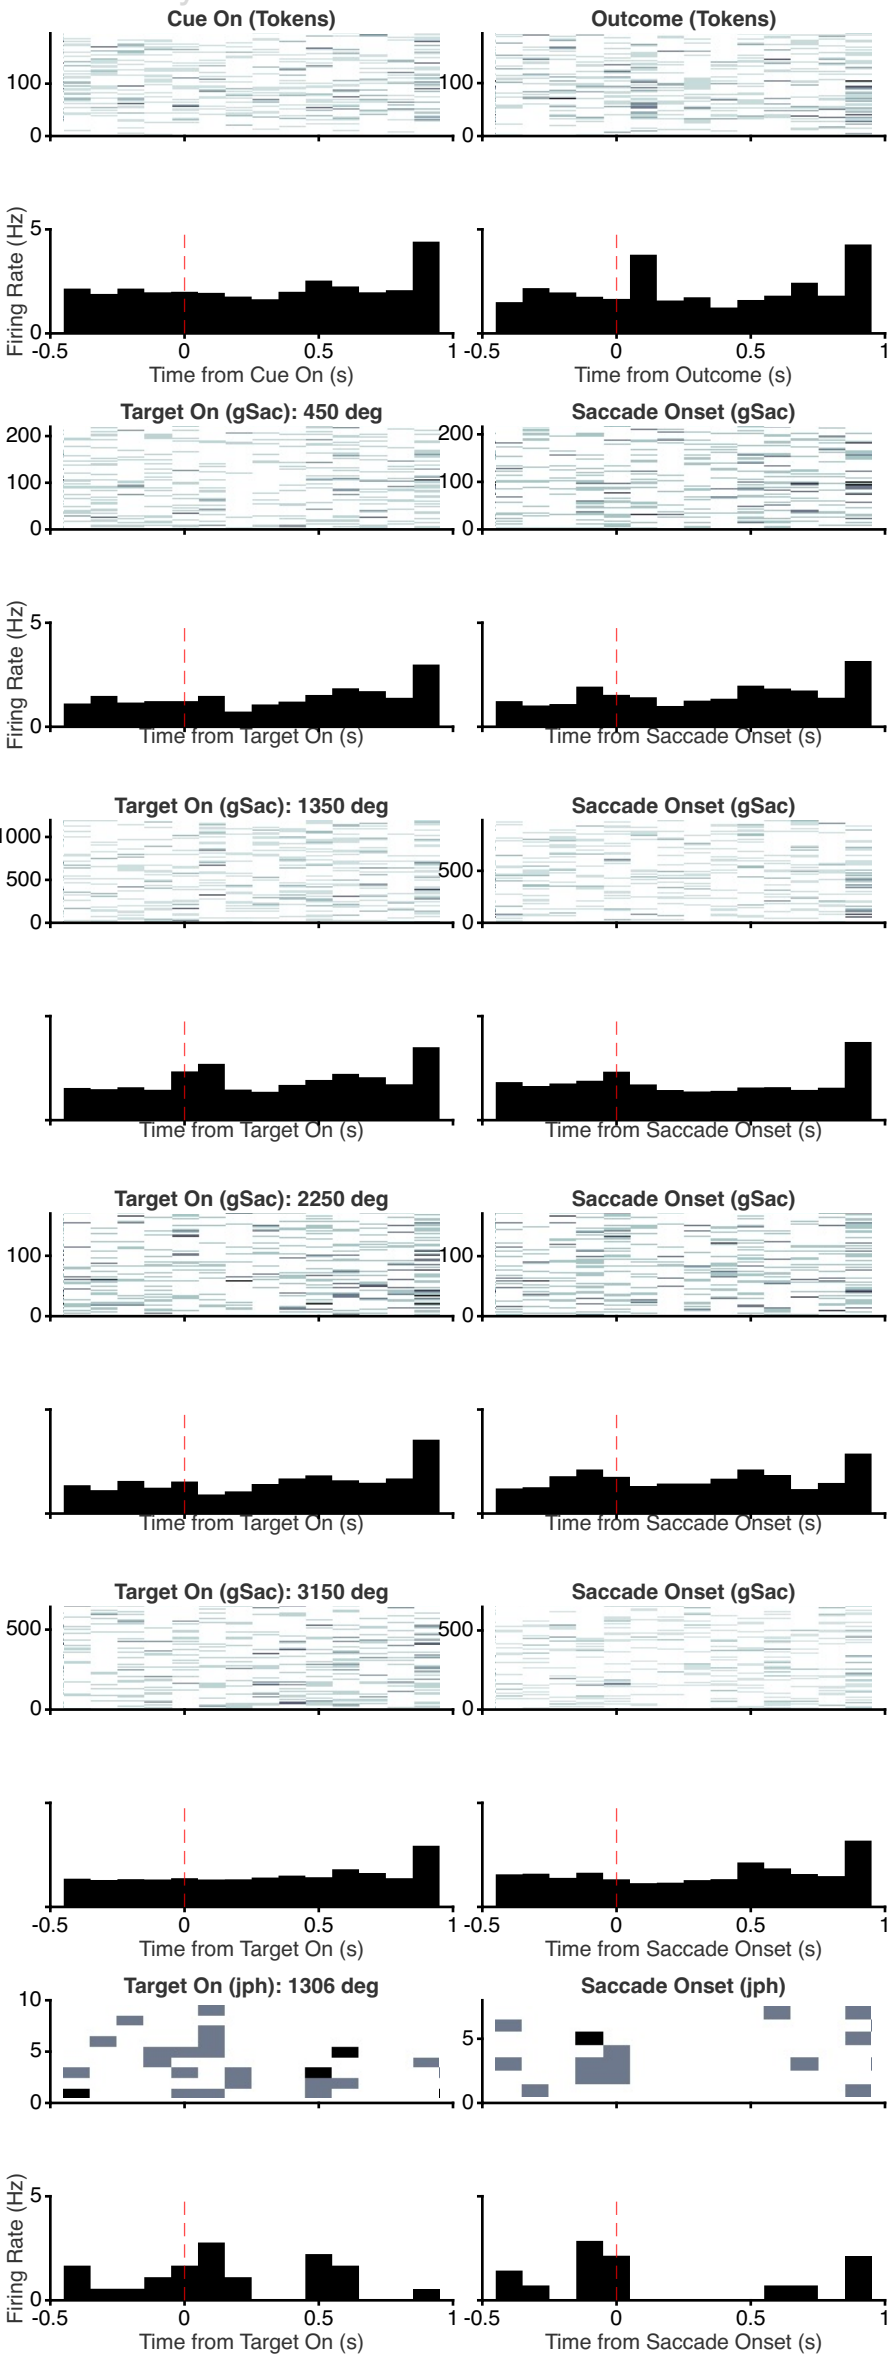 Cue On (Tokens)
Outcome (Tokens)
100
0
100
0
Firing Rate (Hz)
5
0
-0.5 0 0.5 1
-0.5 0 0.5 1
Time from Cue On (s)
Time from Outcome (s)
Target On (gSac): 450 deg
Saccade Onset (gSac)
200
100
0
200
100
0
Firing Rate (Hz)
5
0
Time from Target On (s)
Time from Saccade Onset (s)
Target On (gSac): 1350 deg
Saccade Onset (gSac)
1000
500
0
500
0
Time from Target On (s)
Time from Saccade Onset (s)
Target On (gSac): 2250 deg
Saccade Onset (gSac)
100
0
100
0
Time from Target On (s)
Time from Saccade Onset (s)
Target On (gSac): 3150 deg
Saccade Onset (gSac)
500
0
500
0
-0.5 0 0.5 1
-0.5 0 0.5 1
Time from Target On (s)
Time from Saccade Onset (s)
Target On (jph): 1306 deg
Saccade Onset (jph)
10
5
0
5
0
Firing Rate (Hz)
5
0
-0.5 0 0.5 1
-0.5 0 0.5 1
Time from Target On (s)
Time from Saccade Onset (s)